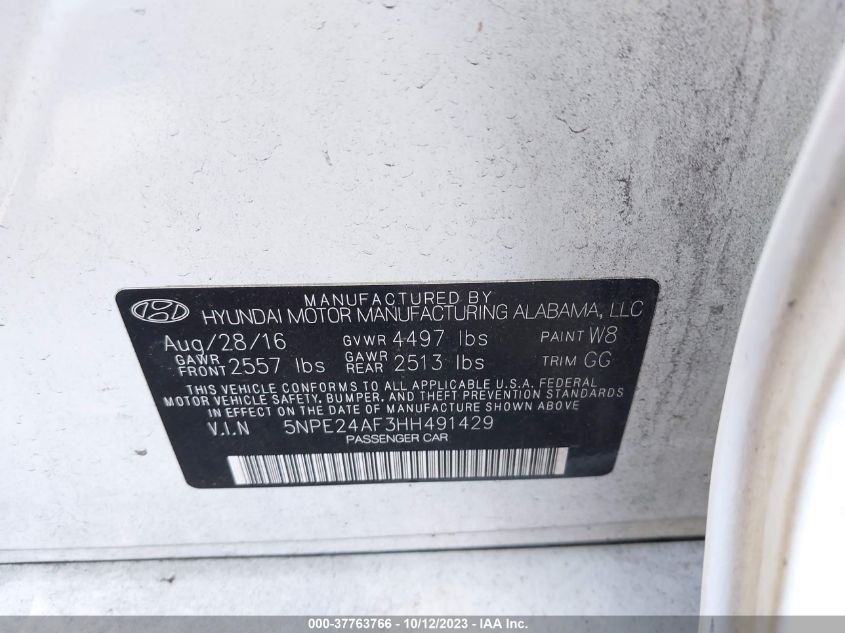 MANUFACTURED BY
HYUNDAI MOTOR MANUFACTURING ALABAMA, LLC
Aug/28/16 GVWR 4497 lbs PAINT W8
GAWR FRONT 2557 lbs GAWR REAR 2513 lbs TRIM GG
THIS VEHICLE CONFORMS TO ALL APPLICABLE U.S.A. FEDERAL
MOTOR VEHICLE SAFETY, BUMPER, AND THEFT PREVENTION STANDARDS
IN EFFECT ON THE DATE OF MANUFACTURE SHOWN ABOVE
V.I.N 5NPE24AF3HH491429
PASSENGER CAR
000-37763766 - 10/12/2023 - IAA Inc.